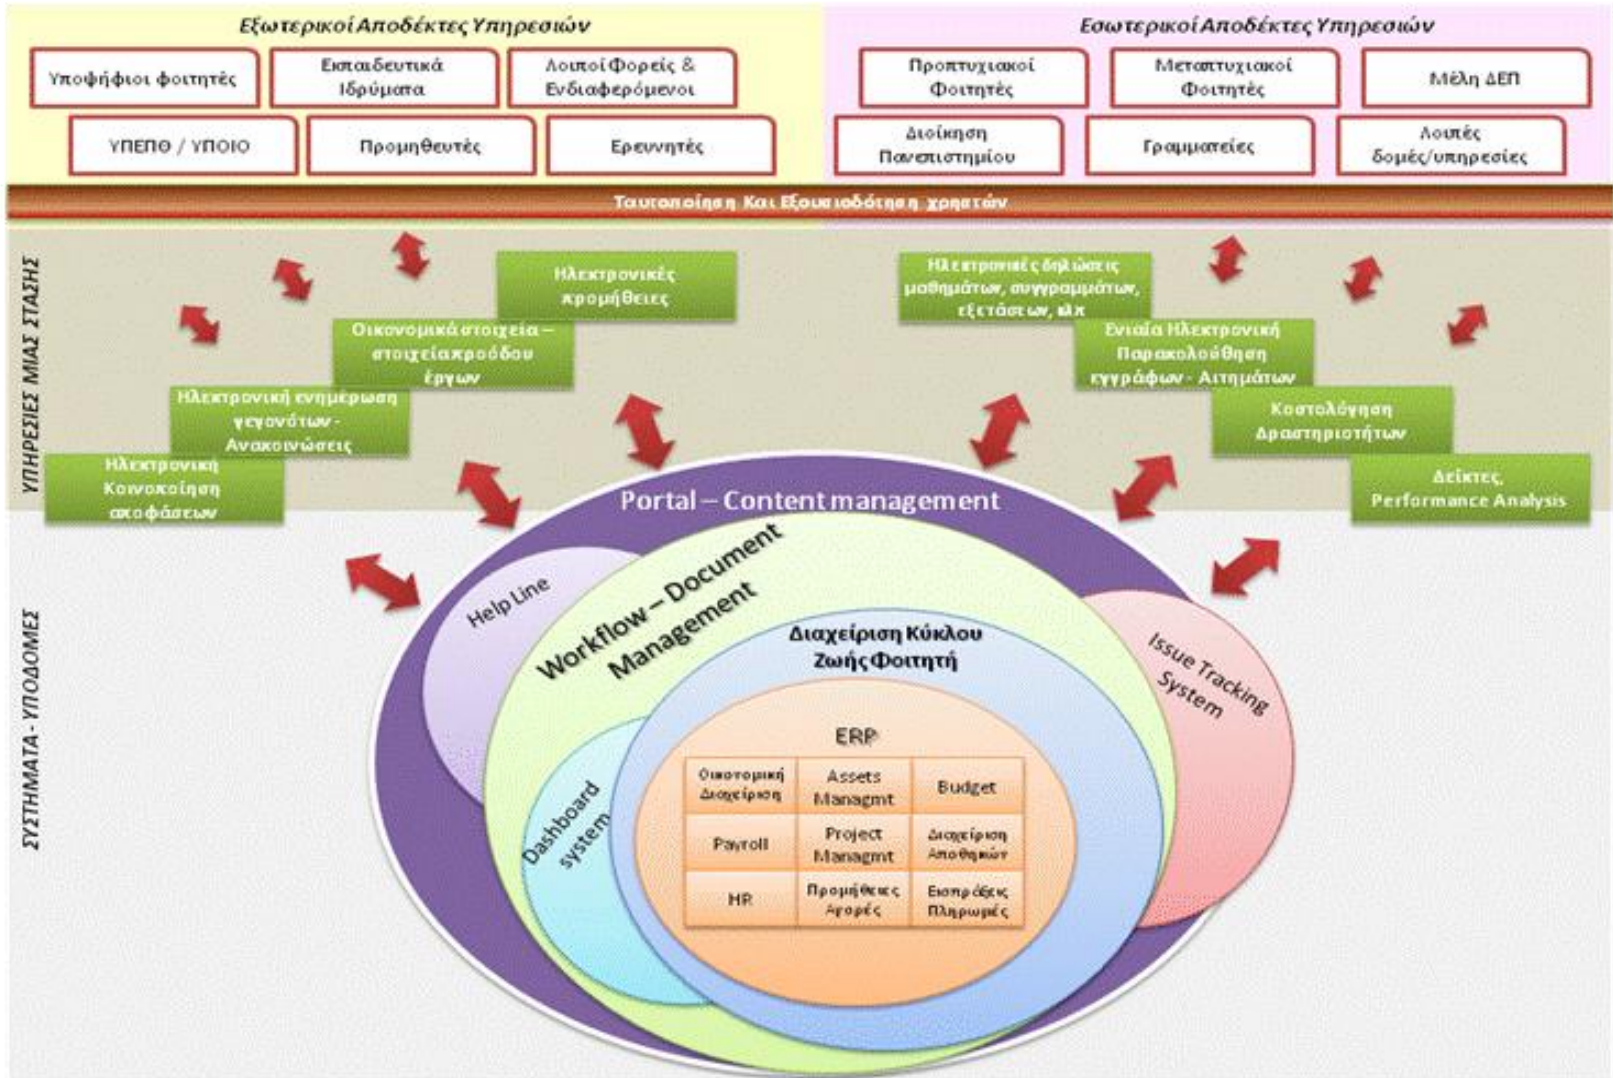 Εξωτερικοί Αποδέκτες Υπηρεσιών
Υποψήφιοι φοιτητές
Εκπαιδευτικά
Ιδρύματα
Λοιποί Φορείς &
Ενδιαφερόμενοι
ΥΠΕΠΘ / ΥΠΟΙΟ
Προμηθευτές
Ερευνητές
Εσωτερικοί Αποδέκτες Υπηρεσιών
Προπτυχιακοί
Φοιτητές
Μεταπτυχιακοί
Φοιτητές
Μέλη ΔΕΠ
Διοίκηση
Πανεπιστημίου
Γραμματείες
Λοιπές
δομές/υπηρεσίες
Ταυτοποίηση Και Εξουσιοδότηση χρηστών
ΥΠΗΡΕΣΙΕΣ ΜΙΑΣ ΣΤΑΣΗΣ
Ηλεκτρονικές
προμήθειες
Οικονομικά στοιχεία –
στοιχεία προόδου
έργων
Ηλεκτρονική ενημέρωση
γεγονότων -
Ανακοινώσεις
Ηλεκτρονική
Κοινοποίηση
αποφάσεων
Ηλεκτρονικές δηλώσεις
μαθημάτων, συγγραμμάτων,
εξετάσεων, κλπ
Ενιαία Ηλεκτρονική
Παρακολούθηση
εγγράφων - Αιτημάτων
Κοστολόγηση
Δραστηριοτήτων
Δείκτες,
Performance Analysis
ΣΥΣΤΗΜΑΤΑ - ΥΠΟΔΟΜΕΣ
Portal – Content management
Help Line
Workflow – Document
Management
Διαχείριση Κύκλου
Ζωής Φοιτητή
Issue Tracking
System
Dashboard
system
ERP
Οικονομική
Διαχείριση
Assets
Managmt
Budget
Payroll
Project
Managmt
Διαχείριση
Αποθηκών
HR
Προμήθειες
Αγορές
Εισπράξεις
Πληρωμές